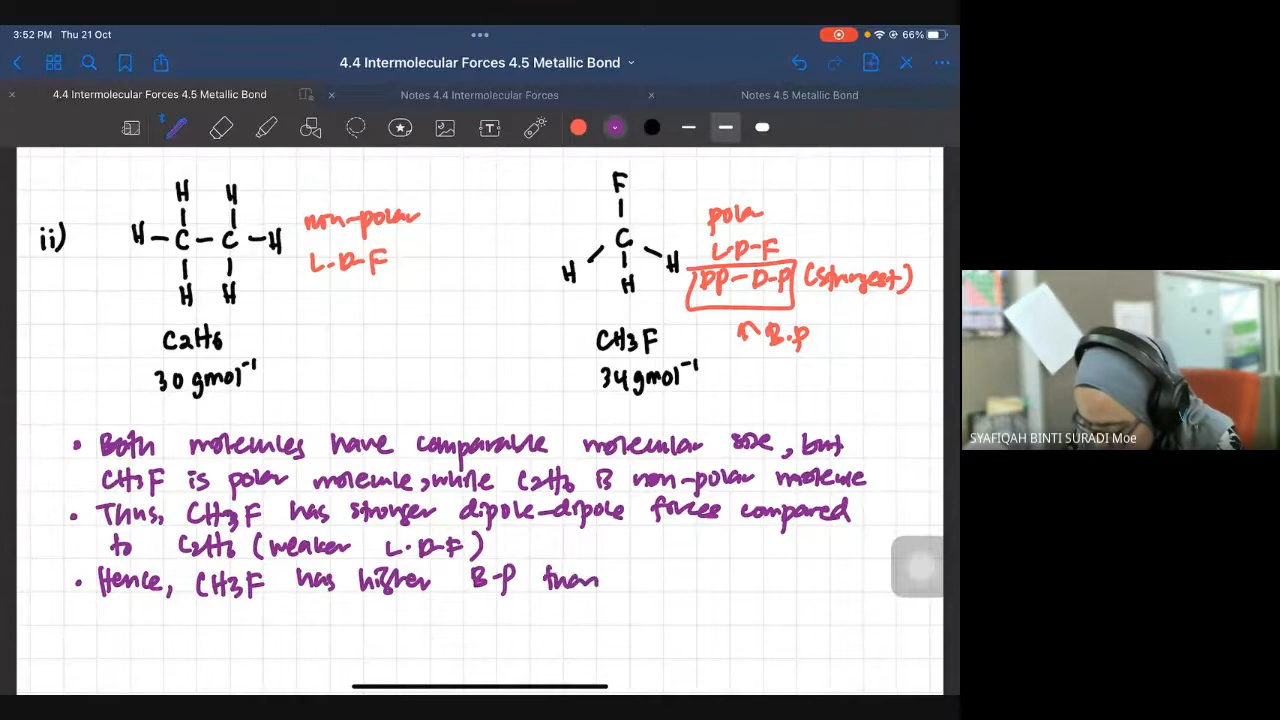 3:52 PM Thu 21 Oct
66%
4.4 Intermolecular Forces 4.5 Metallic Bond
4.4 Intermolecular Forces 4.5 Metallic Bond
Notes 4.4 Intermolecular Forces
Notes 4.5 Metallic Bond
ii)
H H
H-C-C-H
H H
non-polar
L.D.F
C2H6
30 gmol⁻¹
F
C
H H H
polar
L-D-F
DP-D-P (strongest)
↑ B.p
CH3F
34gmol⁻¹
• Both molecules have comparable molecular size, but
CH3F is polar molecule, while C2H6 is non-polar molecule
• Thus, CH3F has stronger dipole-dipole forces compared
to C2H6 (weaker L.D-F)
• Hence, CH3F has higher B-P than
SYAFIQAH BINTI SURADI Moe